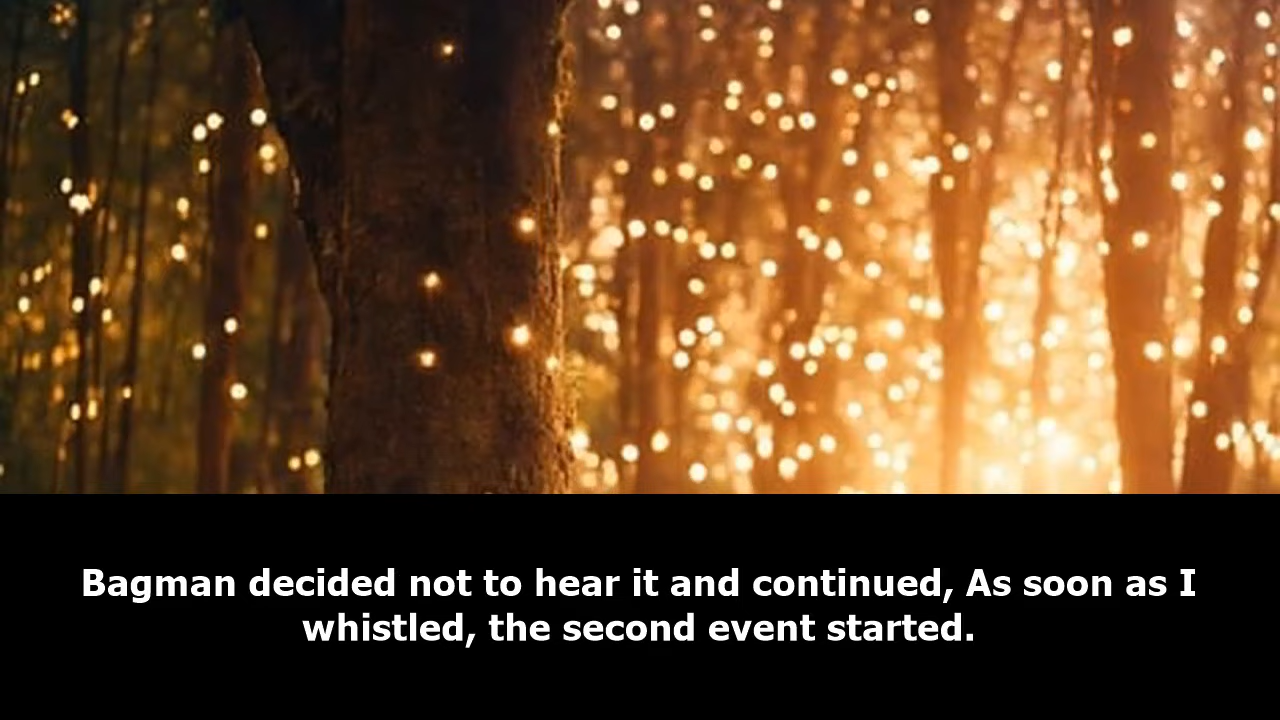 Bagman decided not to hear it and continued, As soon as I
whistled, the second event started.